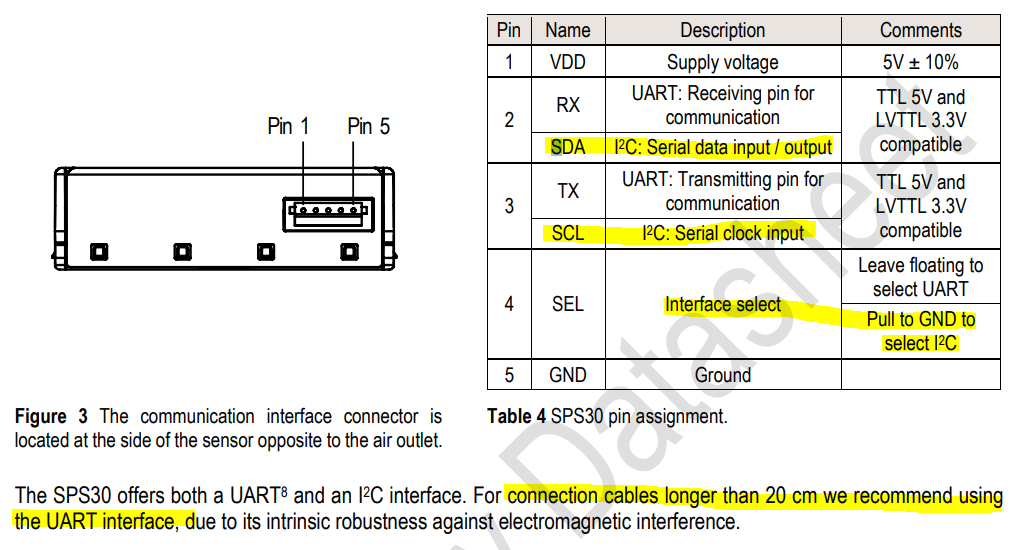 Pin 1 Pin 5
Figure 3 The communication interface connector is
located at the side of the sensor opposite to the air outlet.
Pin Name Description Comments
1 VDD Supply voltage 5V ± 10%
2
RX
UART: Receiving pin for
communication
SDA
I²C: Serial data input / output
TTL 5V and
LVTTL 3.3V
compatible
3
TX
UART: Transmitting pin for
communication
SCL
I²C: Serial clock input
TTL 5V and
LVTTL 3.3V
compatible
4 SEL Interface select
Leave floating to
select UART
Pull to GND to
select I²C
5 GND Ground
Table 4 SPS30 pin assignment.
The SPS30 offers both a UART⁸ and an I²C interface. For connection cables longer than 20 cm we recommend using
the UART interface, due to its intrinsic robustness against electromagnetic interference.
y Datasheet